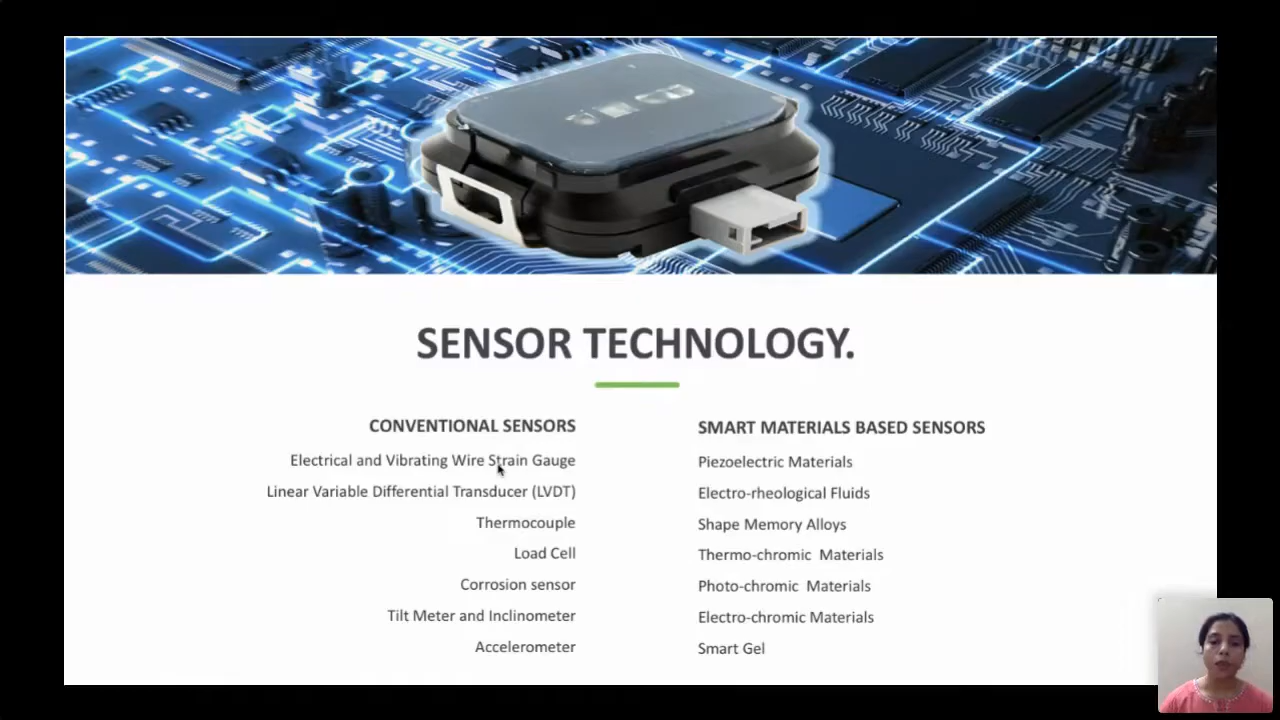 SENSOR TECHNOLOGY.
CONVENTIONAL SENSORS
Electrical and Vibrating Wire Strain Gauge
Linear Variable Differential Transducer (LVDT)
Thermocouple
Load Cell
Corrosion sensor
Tilt Meter and Inclinometer
Accelerometer
SMART MATERIALS BASED SENSORS
Piezoelectric Materials
Electro-rheological Fluids
Shape Memory Alloys
Thermo-chromic  Materials
Photo-chromic  Materials
Electro-chromic Materials
Smart Gel